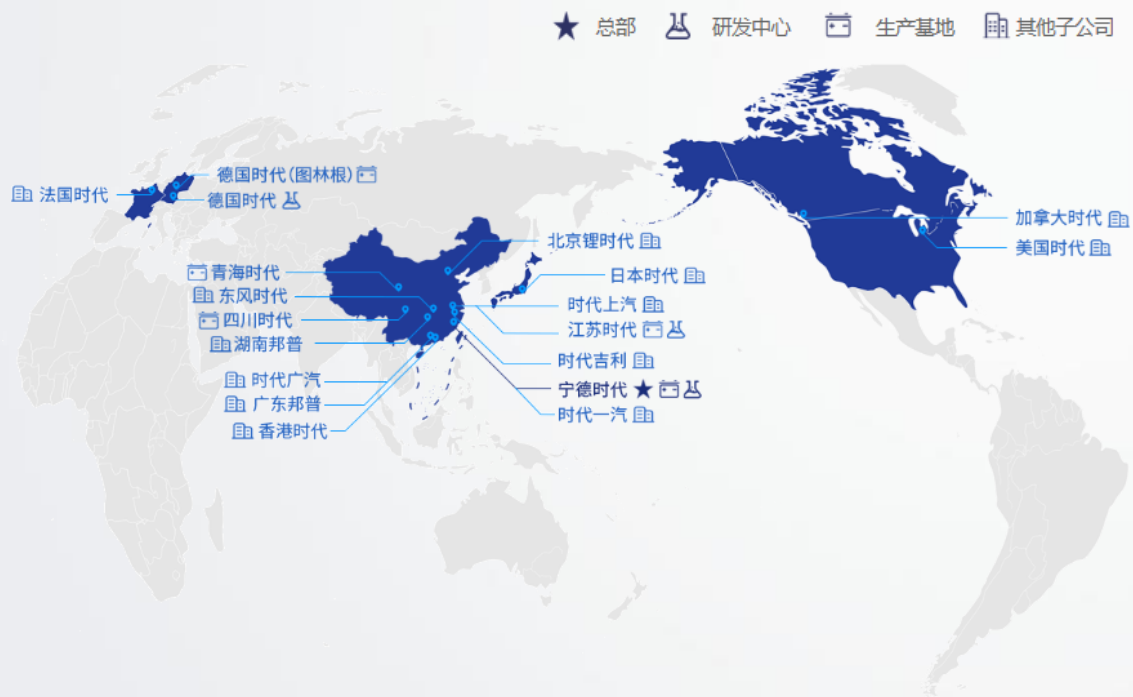 总部 研发中心 生产基地 其他子公司
德国时代(图林根)
法国时代
德国时代
加拿大时代
美国时代
北京锂时代
青海时代
日本时代
东风时代
时代上汽
四川时代
江苏时代
湖南邦普
时代吉利
时代广汽
宁德时代
广东邦普
时代一汽
香港时代